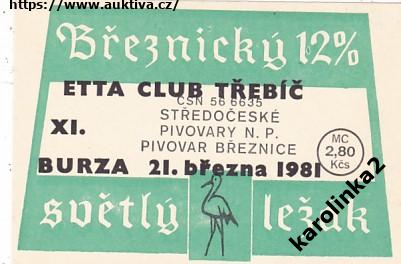 https://www.auktiva.cz/
Březnický 12%
ETTA CLUB TŘEBÍČ
ČSN 56 6635
XI.
STŘEDOČESKÉ
PIVOVARY N. P.
PIVOVAR BŘEZNICE
MC
2,80
Kčs
BURZA 21. března 1981
světlý ležák
karolinka2